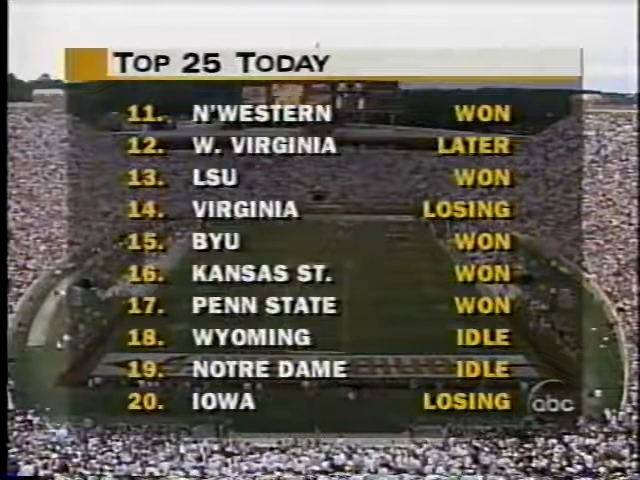 TOP 25 TODAY
11. N'WESTERN WON
12. W. VIRGINIA LATER
13. LSU WON
14. VIRGINIA LOSING
15. BYU WON
16. KANSAS ST. WON
17. PENN STATE WON
18. WYOMING IDLE
19. NOTRE DAME IDLE
20. IOWA LOSING
abc